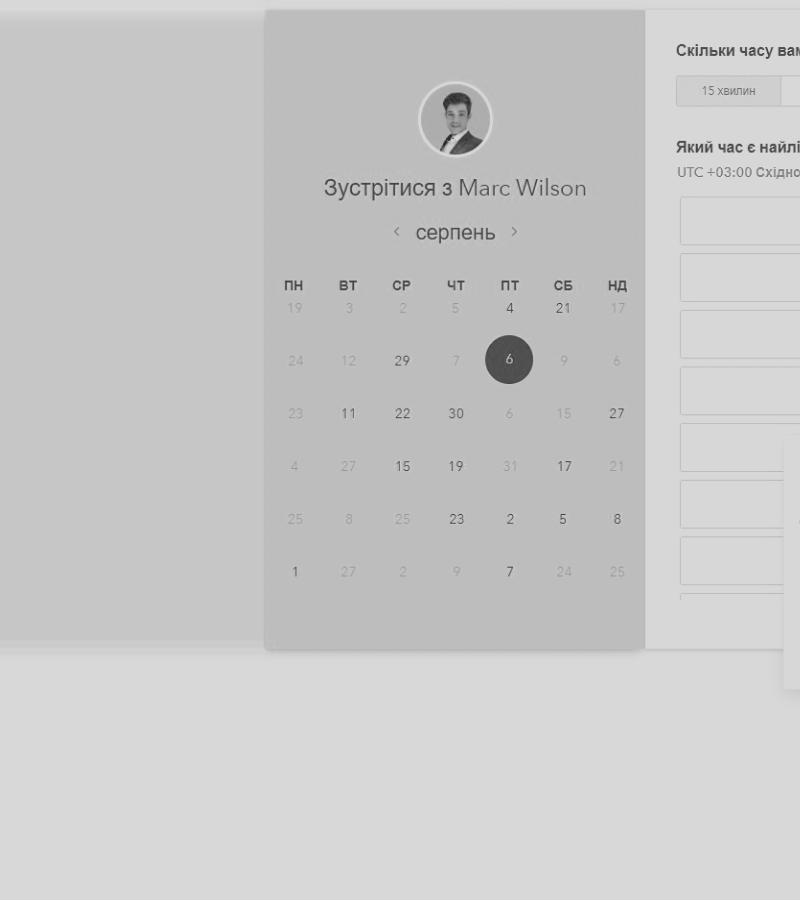 Зустрітися з Marc Wilson
серпень
ПН ВТ СР ЧТ ПТ СБ НД
19 3 2 5 4 21 17
24 12 29 7 6 9 6
23 11 22 30 6 15 27
4 27 15 19 31 17 21
25 8 25 23 2 5 8
1 27 2 9 7 24 25
Скільки часу
15 хвилин
Який час є
UTC +03:00